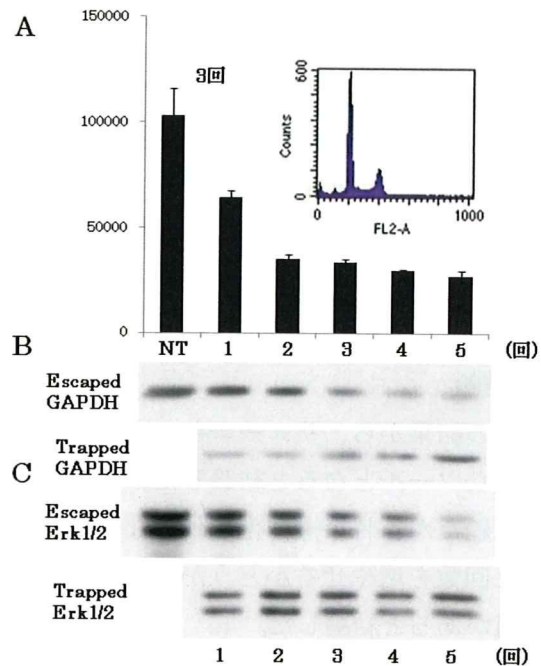 A
150000
100000
50000
0
3回
600
0
Counts
0 1000
FL2-A
NT 1 2 3 4 5 (回)
B
Escaped
GAPDH
Trapped
GAPDH
C
Escaped
Erk1/2
Trapped
Erk1/2
1 2 3 4 5 (回)